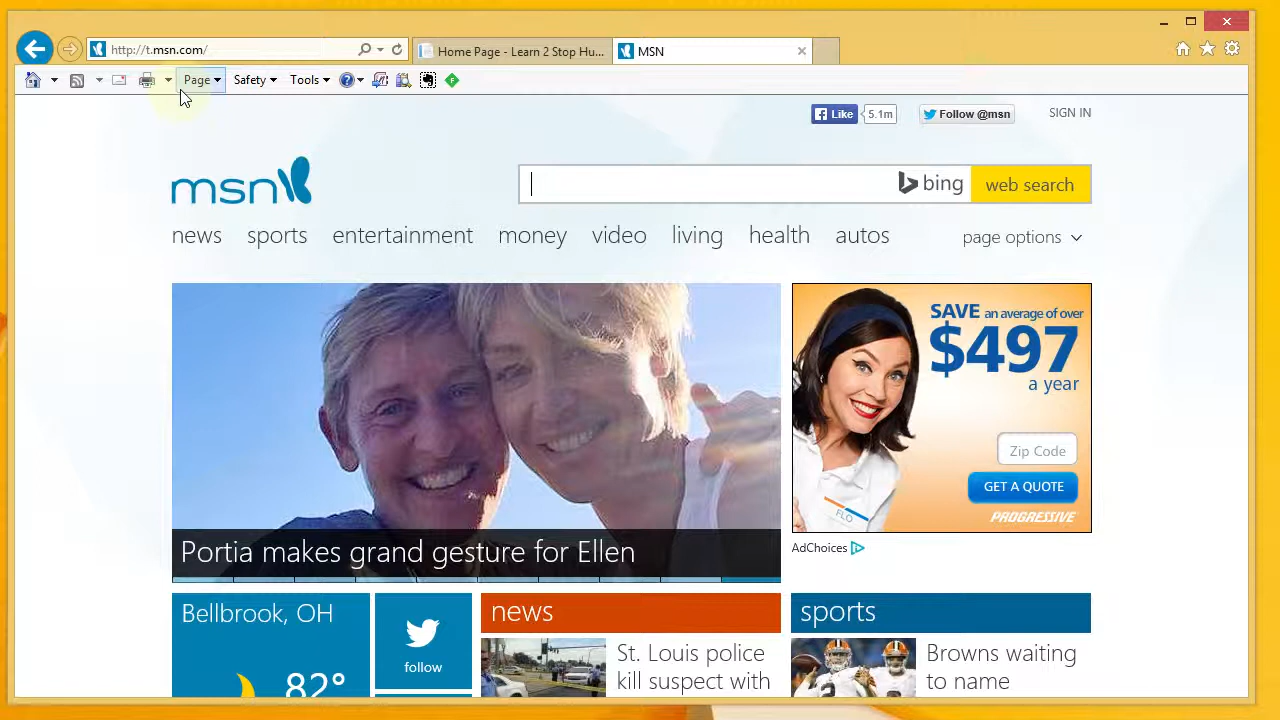 http://t.msn.com/
Home Page - Learn 2 Stop Hu...
MSN
Page
Safety
Tools
Like
5.1m
Follow @msn
SIGN IN
msn
bing
web search
news
sports
entertainment
money
video
living
health
autos
page options
SAVE an average of over
$497
a year
Zip Code
GET A QUOTE
FLO
PROGRESSIVE
Portia makes grand gesture for Ellen
AdChoices
Bellbrook, OH
82°
follow
news
St. Louis police
kill suspect with
sports
Browns waiting
to name